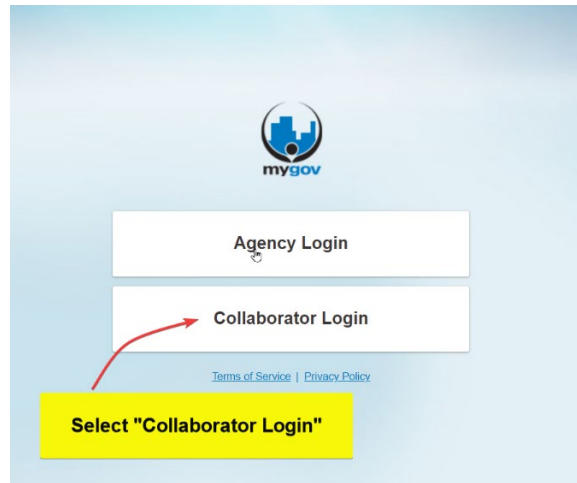 mygov
Agency Login
Collaborator Login
Terms of Service | Privacy Policy
Select "Collaborator Login"